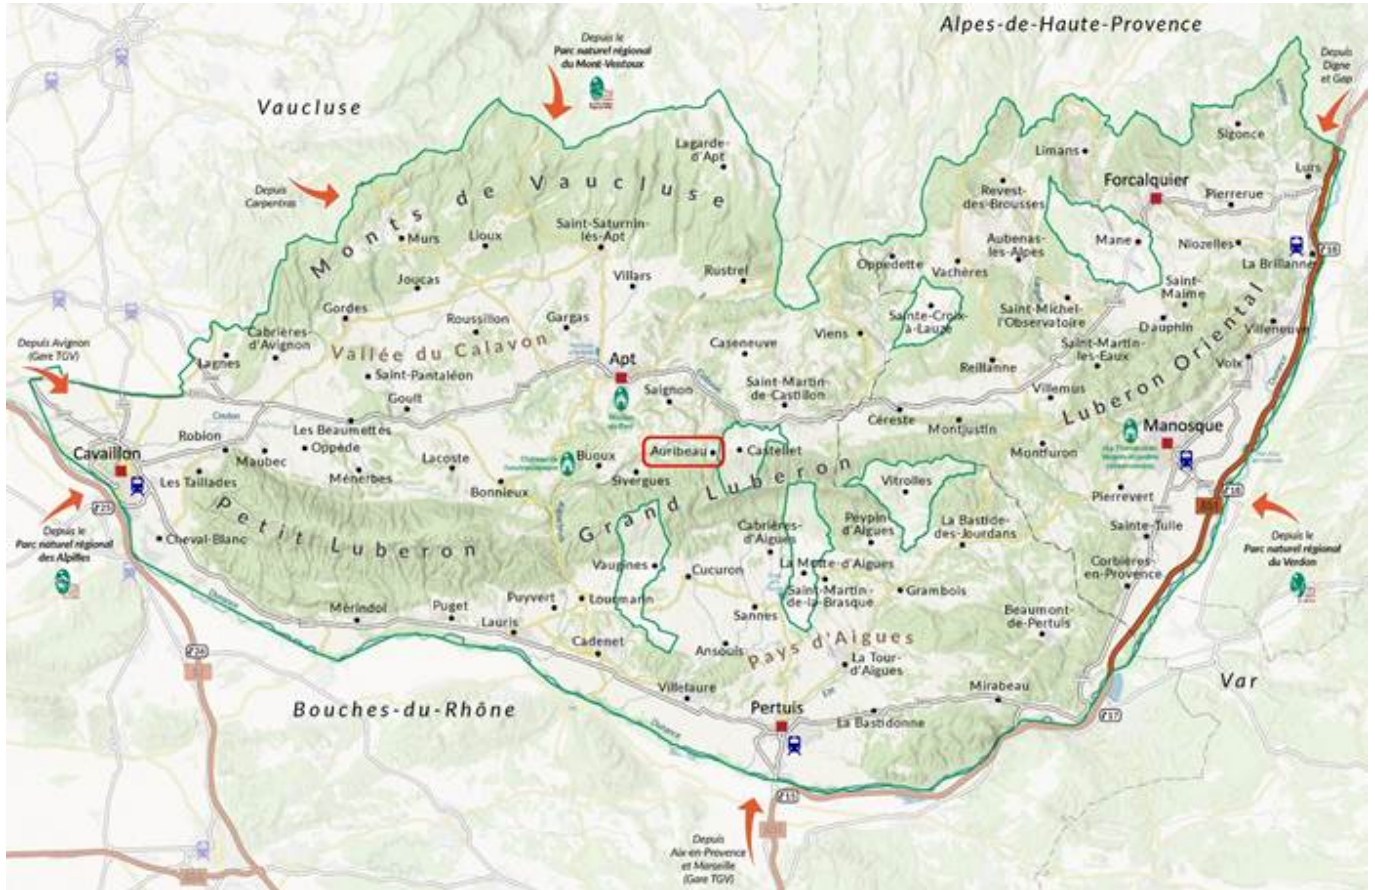 Alpes-de-Haute-Provence
Depuis le
Parc naturel régional
du Mont-Ventoux
Depuis
Digne
et Gap
Vaucluse
Depuis
Carpentras
Monts de Vaucluse
Lagarde-
d'Apt
Sigonce
Limans
Lurs
Forcalquier
Pierrerue
Revest-
des-Brousses
Saint-Saturnin-
lès-Apt
Murs
Lioux
Mane
Niozelles
Aubenas-
les-Alpes
La Brillanne
Oppedette
Vachères
Joucas
Villars
Rustrel
Saint-
Maime
Sainte-Croix-
à-Lauze
Saint-Michel-
l'Observatoire
Gordes
Roussillon
Gargas
Dauphin
Villeneuve
Viens
Cabrières-
d'Avignon
Vallée du Calavon
Caseneuve
Saint-Martin-
les-Eaux
Depuis Avignon
(Gare TGV)
Lagnes
Apt
Reillanne
Volx
Luberon Oriental
Saint-Pantaléon
Saignon
Saint-Martin-
de-Castillon
Villemus
Goult
Céreste
Montjustin
Les Beaumettes
Manosque
Robion
Oppède
Cavaillon
Maubec
Lacoste
Buoux
Auribeau
Castellet
Montfuron
Les Taillades
Ménerbes
Bonnieux
Sivergues
Vitrolles
Pierrevert
Petit Luberon
Grand Luberon
Depuis le
Parc naturel régional
des Alpilles
Cheval-Blanc
Cabrières-
d'Aigues
Peypin-
d'Aigues
La Bastide-
des-Jourdans
Sainte-Tulle
Depuis le
Parc naturel régional
du Verdon
Vaugines
Cucuron
La Motte-d'Aigues
Corbières-
en-Provence
Saint-Martin-
de-la-Brasque
Grambois
Mérindol
Puget
Puyvert
Lourmarin
Sannes
Beaumont-
de-Pertuis
Lauris
Durance
Cadenet
Ansouis
Pays d'Aigues
La Tour-
d'Aigues
Var
Villelaure
Mirabeau
Bouches-du-Rhône
Pertuis
La Bastidonne
Durance
Depuis
Aix-en-Provence
et Marseille
(Gare TGV)